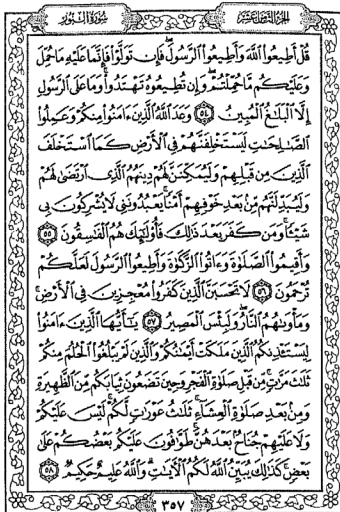 الجزء الثامن عشر
سورة النور
قُلْ أَطِيعُوا۟ ٱللَّهَ وَأَطِيعُوا۟ ٱلرَّسُولَ ۖ فَإِن تَوَلَّوْا۟ فَإِنَّمَا عَلَيْهِ مَا حُمِّلَ
وَعَلَيْكُم مَّا حُمِّلْتُمْ ۖ وَإِن تُطِيعُوهُ تَهْتَدُوا۟ ۚ وَمَا عَلَى ٱلرَّسُولِ
إِلَّا ٱلْبَلَـٰغُ ٱلْمُبِينُ ٥٤ وَعَدَ ٱللَّهُ ٱلَّذِينَ ءَامَنُوا۟ مِنكُمْ وَعَمِلُوا۟
ٱلصَّـٰلِحَـٰتِ لَيَسْتَخْلِفَنَّهُمْ فِى ٱلْأَرْضِ كَمَا ٱسْتَخْلَفَ
ٱلَّذِينَ مِن قَبْلِهِمْ وَلَيُمَكِّنَنَّ لَهُمْ دِينَهُمُ ٱلَّذِى ٱرْتَضَىٰ لَهُمْ
وَلَيُبَدِّلَنَّهُم مِّنۢ بَعْدِ خَوْفِهِمْ أَمْنًا ۚ يَعْبُدُونَنِى لَا يُشْرِكُونَ بِى
شَيْـًٔا ۚ وَمَن كَفَرَ بَعْدَ ذَٰلِكَ فَأُو۟لَـٰٓئِكَ هُمُ ٱلْفَـٰسِقُونَ ٥٥
وَأَقِيمُوا۟ ٱلصَّلَوٰةَ وَءَاتُوا۟ ٱلزَّكَوٰةَ وَأَطِيعُوا۟ ٱلرَّسُولَ لَعَلَّكُمْ
تُرْحَمُونَ ٥٦ لَا تَحْسَبَنَّ ٱلَّذِينَ كَفَرُوا۟ مُعْجِزِينَ فِى ٱلْأَرْضِ ۚ
وَمَأْوَىٰهُمُ ٱلنَّارُ ۖ وَلَبِئْسَ ٱلْمَصِيرُ ٥٧ يَـٰٓأَيُّهَا ٱلَّذِينَ ءَامَنُوا۟
لِيَسْتَـْٔذِنكُمُ ٱلَّذِينَ مَلَكَتْ أَيْمَـٰنُكُمْ وَٱلَّذِينَ لَمْ يَبْلُغُوا۟ ٱلْحُلُمَ مِنكُمْ
ثَلَـٰثَ مَرَّٰتٍ ۚ مِّن قَبْلِ صَلَوٰةِ ٱلْفَجْرِ وَحِينَ تَضَعُونَ ثِيَابَكُم مِّنَ ٱلظَّهِيرَةِ
وَمِنۢ بَعْدِ صَلَوٰةِ ٱلْعِشَآءِ ۚ ثَلَـٰثُ عَوْرَٰتٍ لَّكُمْ ۚ لَيْسَ عَلَيْكُمْ
وَلَا عَلَيْهِمْ جُنَاحٌۢ بَعْدَهُنَّ ۚ طَوَّٰفُونَ عَلَيْكُم بَعْضُكُمْ عَلَىٰ
بَعْضٍ ۚ كَذَٰلِكَ يُبَيِّنُ ٱللَّهُ لَكُمُ ٱلْـَٔايَـٰتِ ۗ وَٱللَّهُ عَلِيمٌ حَكِيمٌ ٥٨
٣٥٧